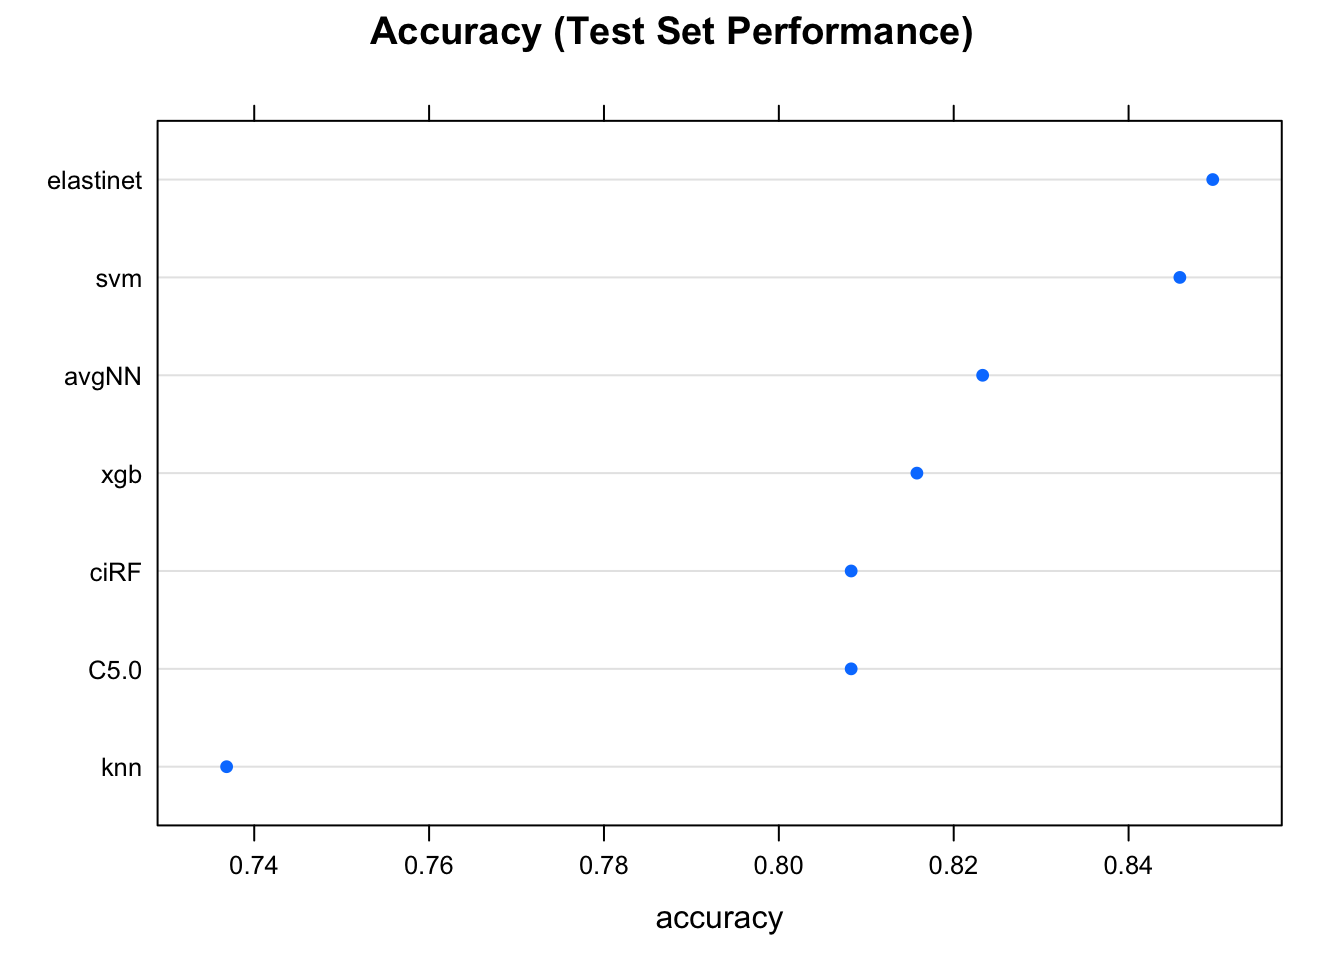 Accuracy (Test Set Performance)
elastinet
svm
avgNN
xgb
ciRF
C5.0
knn
0.74 0.76 0.78 0.80 0.82 0.84
accuracy